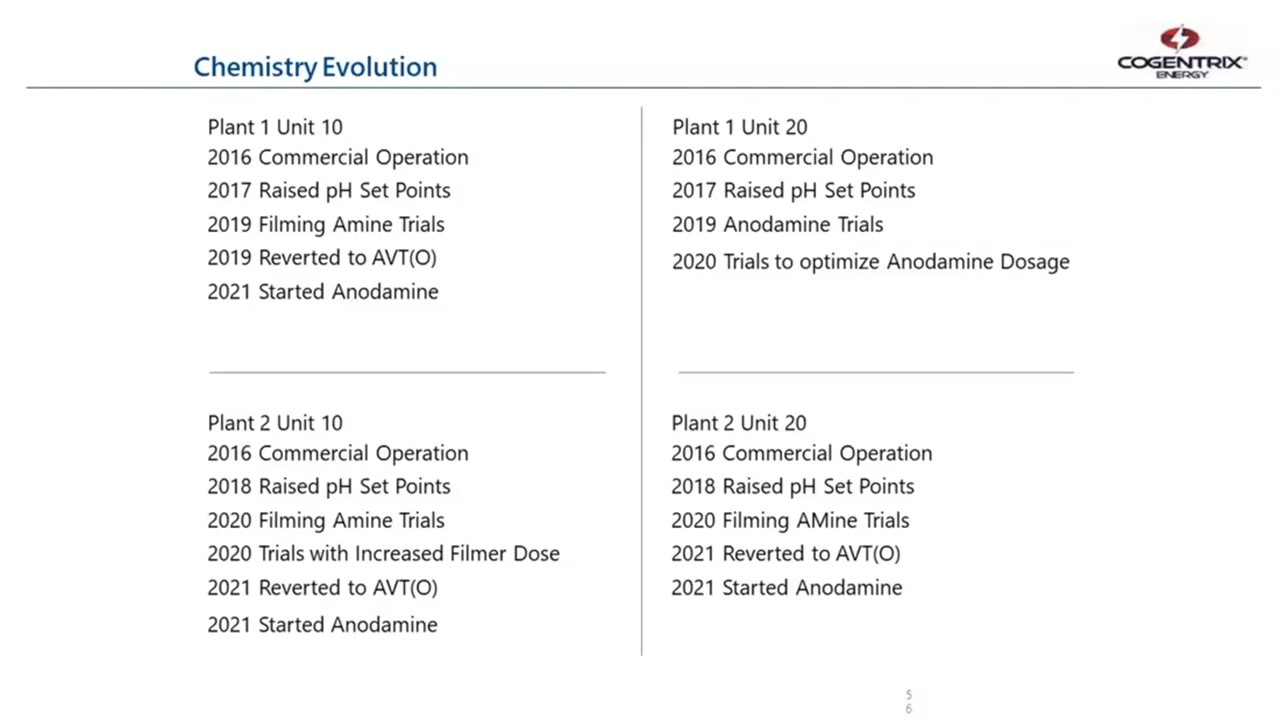 Chemistry Evolution
COGENTRIX®
ENERGY
Plant 1 Unit 10
2016 Commercial Operation
2017 Raised pH Set Points
2019 Filming Amine Trials
2019 Reverted to AVT(O)
2021 Started Anodamine
Plant 1 Unit 20
2016 Commercial Operation
2017 Raised pH Set Points
2019 Anodamine Trials
2020 Trials to optimize Anodamine Dosage
Plant 2 Unit 10
2016 Commercial Operation
2018 Raised pH Set Points
2020 Filming Amine Trials
2020 Trials with Increased Filmer Dose
2021 Reverted to AVT(O)
2021 Started Anodamine
Plant 2 Unit 20
2016 Commercial Operation
2018 Raised pH Set Points
2020 Filming AMine Trials
2021 Reverted to AVT(O)
2021 Started Anodamine
5
6